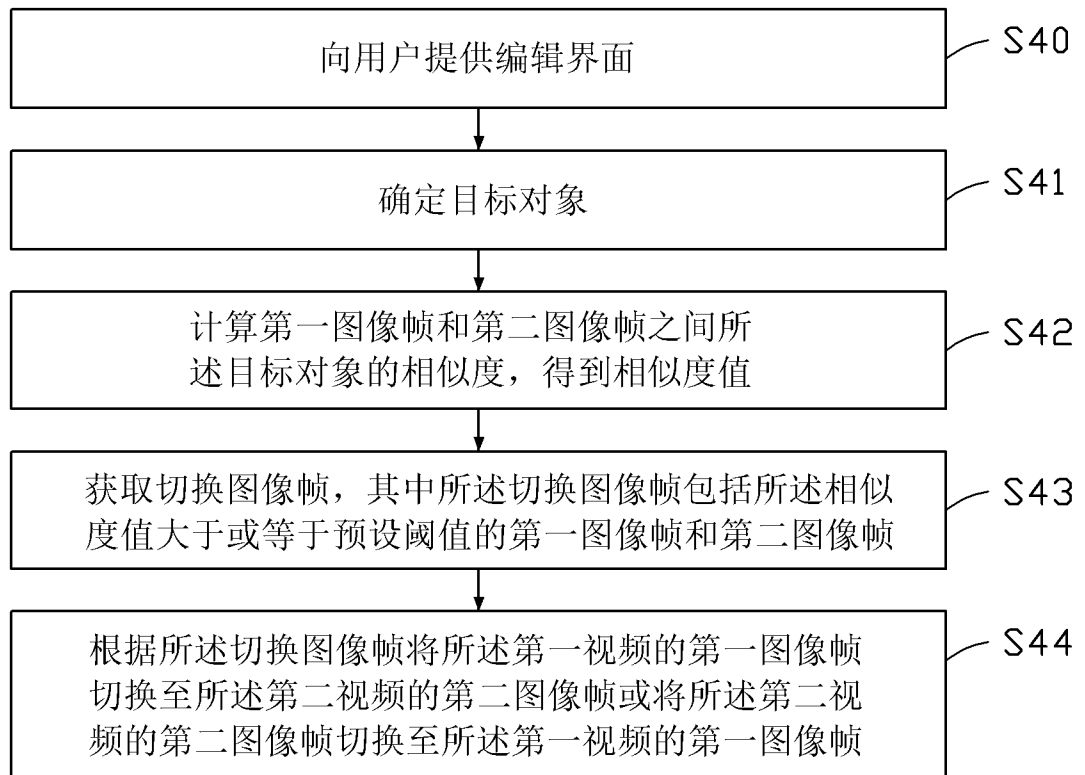 向用户提供编辑界面
S40
确定目标对象
S41
计算第一图像帧和第二图像帧之间所
述目标对象的相似度，得到相似度值
S42
获取切换图像帧，其中所述切换图像帧包括所述相似
度值大于或等于预设阈值的第一图像帧和第二图像帧
S43
根据所述切换图像帧将所述第一视频的第一图像帧
切换至所述第二视频的第二图像帧或将所述第二视
频的第二图像帧切换至所述第一视频的第一图像帧
S44